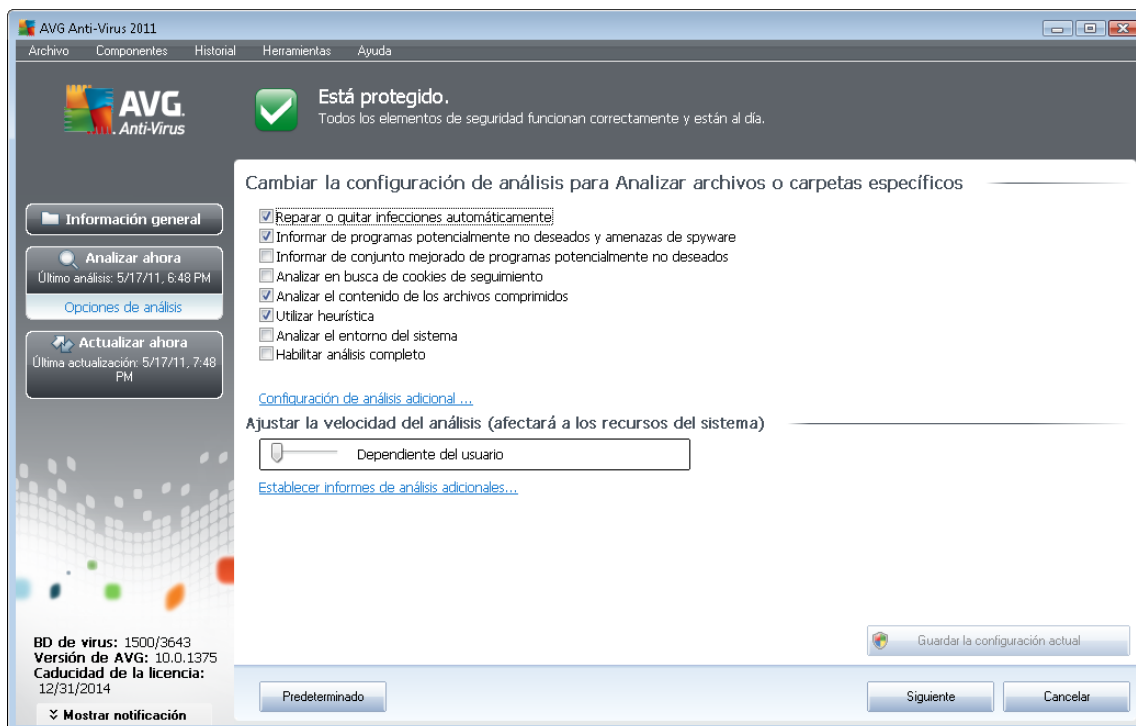 AVG Anti-Virus 2011
Archivo Componentes Historial Herramientas Ayuda
AVG.
Anti-Virus
Está protegido.
Todos los elementos de seguridad funcionan correctamente y están al día.
Información general
Analizar ahora
Último análisis: 5/17/11, 6:48 PM
Opciones de análisis
Actualizar ahora
Última actualización: 5/17/11, 7:48
PM
BD de virus: 1500/3643
Versión de AVG: 10.0.1375
Caducidad de la licencia:
12/31/2014
Mostrar notificación
Cambiar la configuración de análisis para Analizar archivos o carpetas específicos
Reparar o quitar infecciones automáticamente
Informar de programas potencialmente no deseados y amenazas de spyware
Informar de conjunto mejorado de programas potencialmente no deseados
Analizar en busca de cookies de seguimiento
Analizar el contenido de los archivos comprimidos
Utilizar heurística
Analizar el entorno del sistema
Habilitar análisis completo
Configuración de análisis adicional ...
Ajustar la velocidad del análisis (afectará a los recursos del sistema)
Dependiente del usuario
Establecer informes de análisis adicionales...
Guardar la configuración actual
Predeterminado
Siguiente
Cancelar